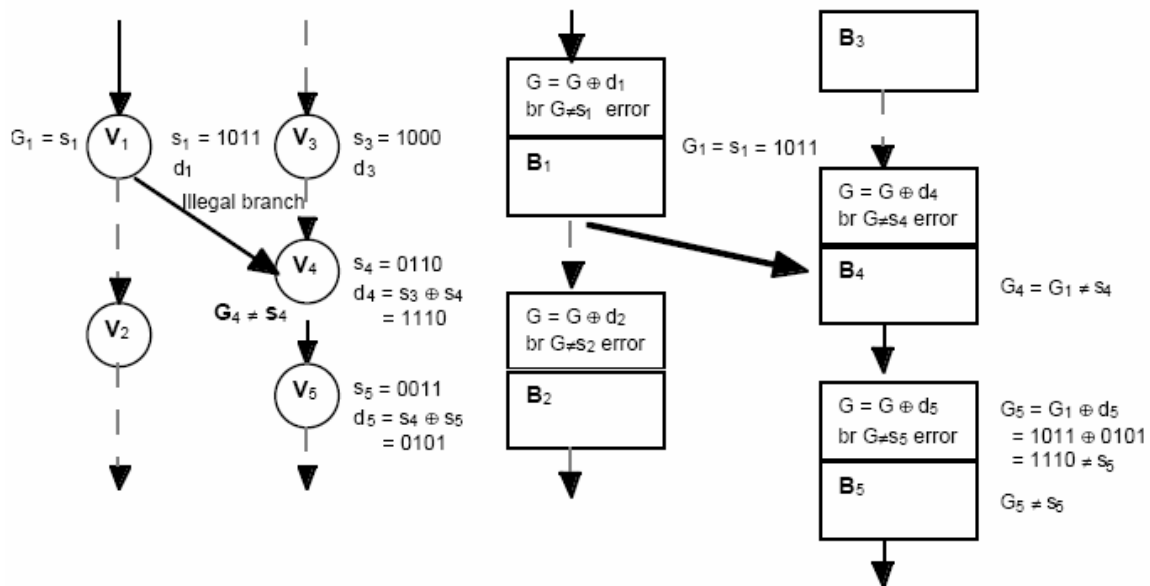 G₁ = s₁
V₁
s₁ = 1011
d₁
V₃
s₃ = 1000
d₃
Illegal branch
V₄
s₄ = 0110
d₄ = s₃ ⊕ s₄
= 1110
G₄ ≠ s₄
V₂
V₅
s₅ = 0011
d₅ = s₄ ⊕ s₅
= 0101
G = G ⊕ d₁
br G≠s₁ error
B₁
G₁ = s₁ = 1011
G = G ⊕ d₂
br G≠s₂ error
B₂
B₃
G = G ⊕ d₄
br G≠s₄ error
B₄
G₄ = G₁ ≠ s₄
G = G ⊕ d₅
br G≠s₅ error
B₅
G₅ = G₁ ⊕ d₅
= 1011 ⊕ 0101
= 1110 ≠ s₅
G₅ ≠ s₅